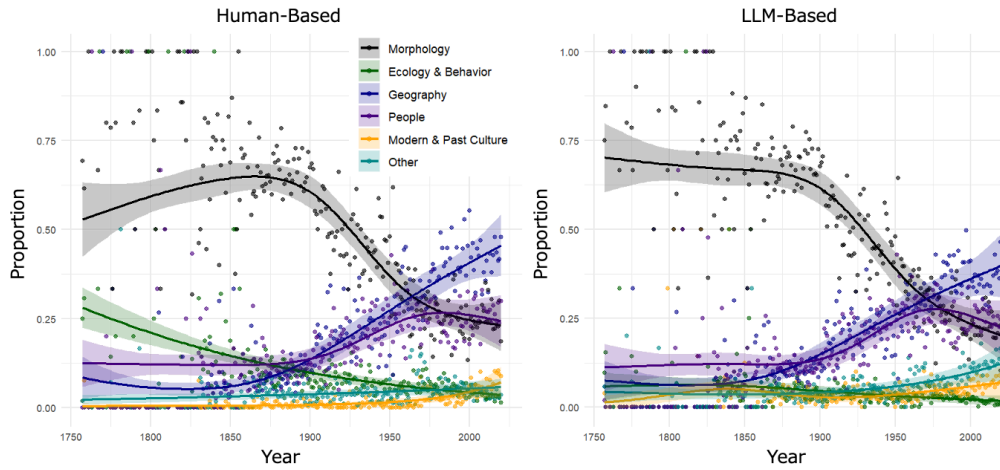 Human-Based
LLM-Based
Proportion
1.00
0.75
0.50
0.25
0.00
1750
1800
1850
1900
1950
2000
Year
Morphology
Ecology & Behavior
Geography
People
Modern & Past Culture
Other
Proportion
1.00
0.75
0.50
0.25
0.00
1750
1800
1850
1900
1950
2000
Year